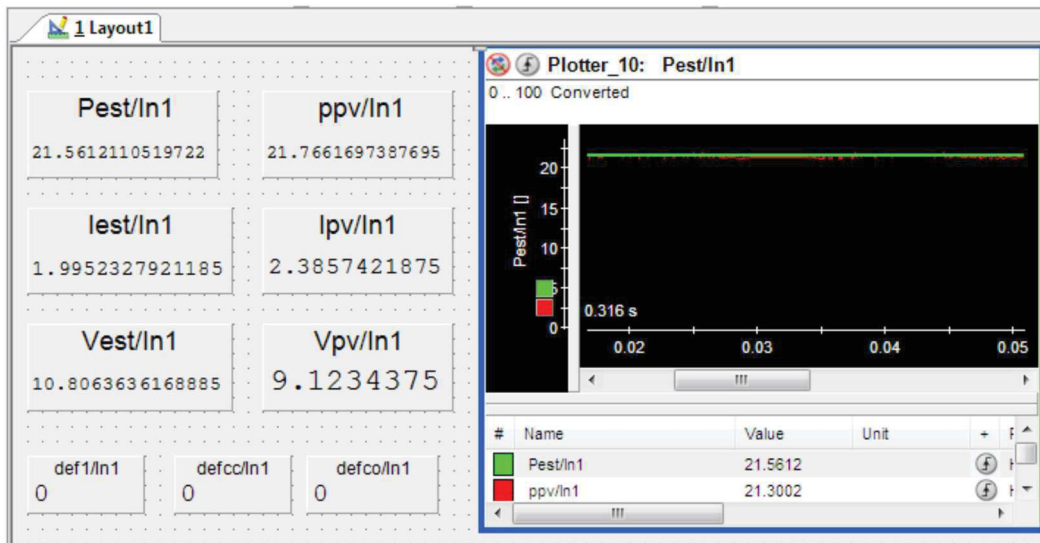 1 Layout1
Pest/In1
21.5612110519722
ppv/In1
21.7661697387695
Iest/In1
1.9952327921185
Ipv/In1
2.3857421875
Vest/In1
10.8063636168885
Vpv/In1
9.1234375
def1/In1
0
defcc/In1
0
defco/In1
0
Plotter_10: Pest/In1
0 .. 100 Converted
Pest/In1 []
20
15
10
5
0
0.316 s
0.02 0.03 0.04 0.05
# Name Value Unit +
Pest/In1 21.5612
ppv/In1 21.3002